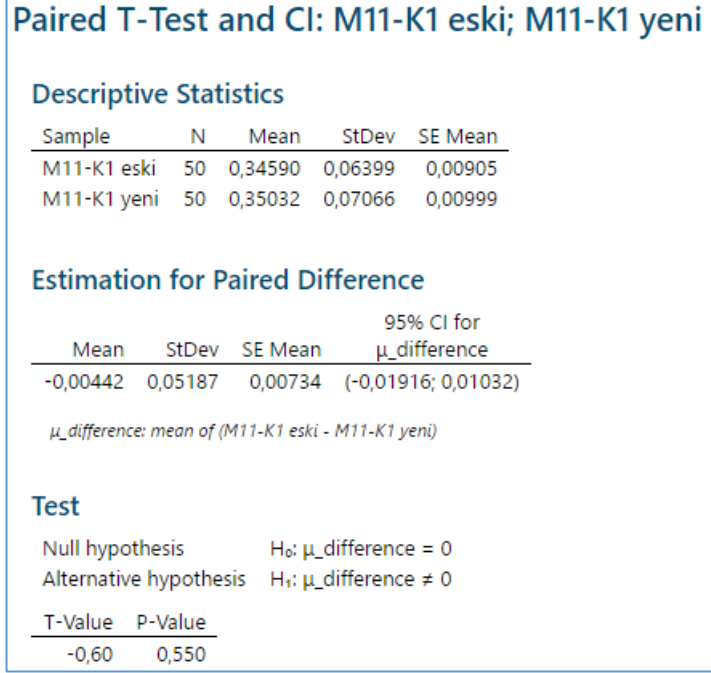 Paired T-Test and CI: M11-K1 eski; M11-K1 yeni
Descriptive Statistics
Sample N Mean StDev SE Mean
M11-K1 eski 50 0,34590 0,06399 0,00905
M11-K1 yeni 50 0,35032 0,07066 0,00999
Estimation for Paired Difference
95% CI for
Mean StDev SE Mean μ_difference
-0,00442 0,05187 0,00734 (-0,01916; 0,01032)
μ_difference: mean of (M11-K1 eski - M11-K1 yeni)
Test
Null hypothesis H₀: μ_difference = 0
Alternative hypothesis H₁: μ_difference ≠ 0
T-Value P-Value
-0,60 0,550